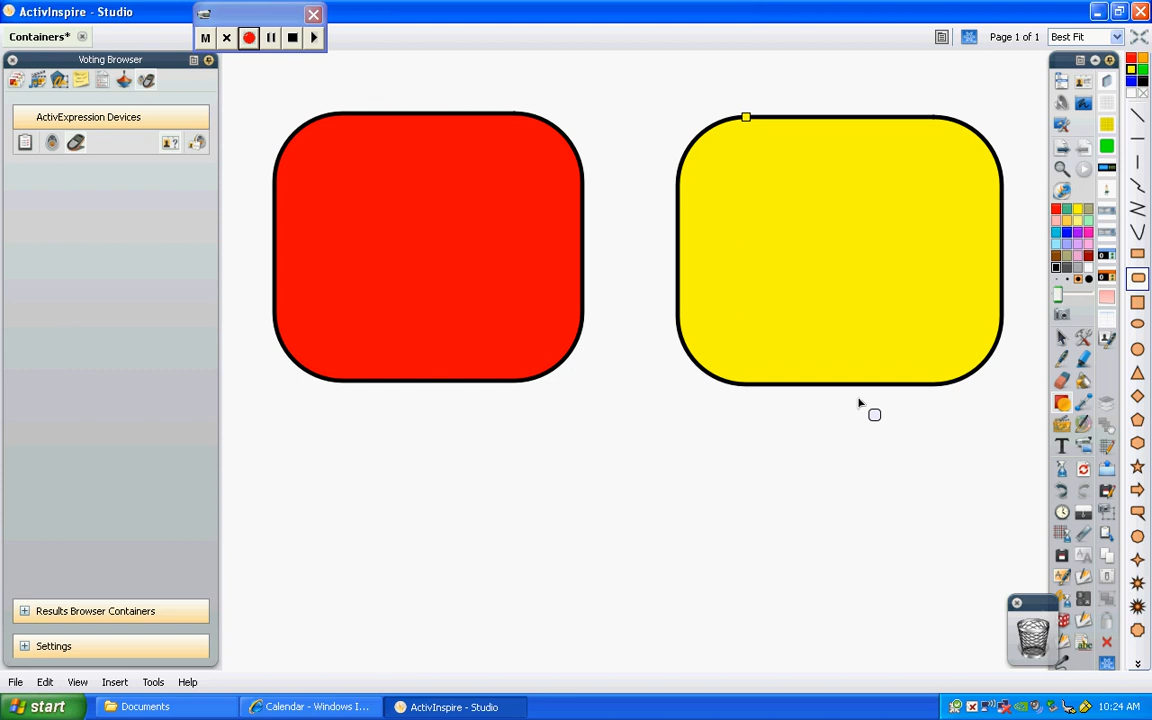 ActivInspire - Studio
M
Containers*
Page 1 of 1
Best Fit
Voting Browser
ActivExpression Devices
Results Browser Containers
Settings
T
File Edit View Insert Tools Help
start
Documents
Calendar - Windows I...
ActivInspire - Studio
10:24 AM